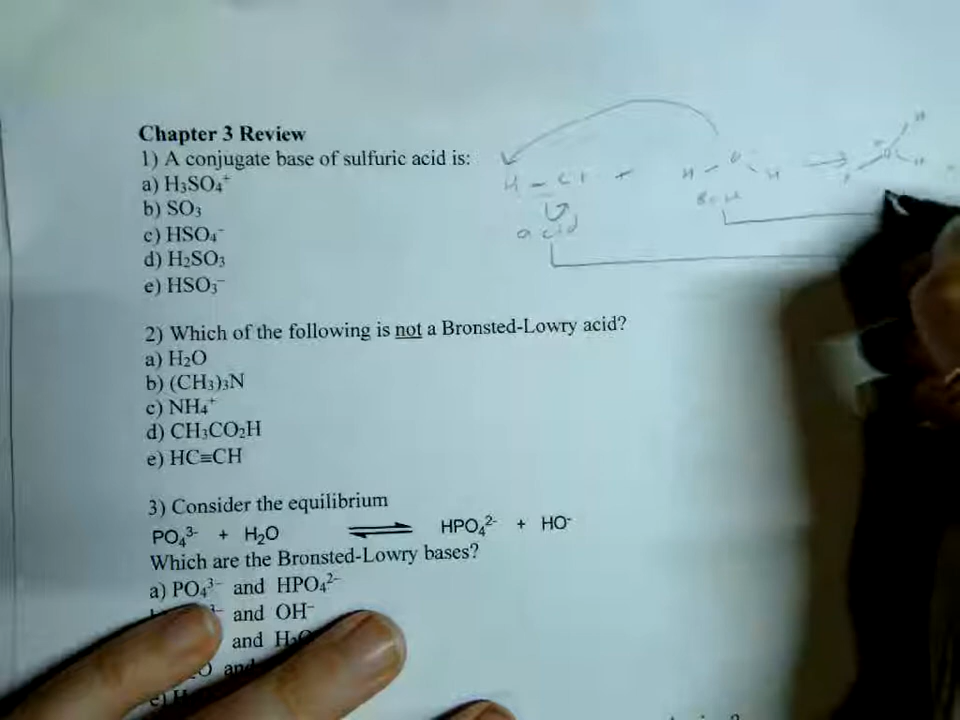 Chapter 3 Review
1) A conjugate base of sulfuric acid is:
a) H₃SO₄⁺
b) SO₃
c) HSO₄⁻
d) H₂SO₃
e) HSO₃⁻
H - Cl + H O H →
acid
2) Which of the following is not a Bronsted-Lowry acid?
a) H₂O
b) (CH₃)₃N
c) NH₄⁺
d) CH₃CO₂H
e) HC≡CH
3) Consider the equilibrium
PO₄³⁻ + H₂O ⇌ HPO₄²⁻ + HO⁻
Which are the Bronsted-Lowry bases?
a) PO₄³⁻ and HPO₄²⁻
and OH⁻
and